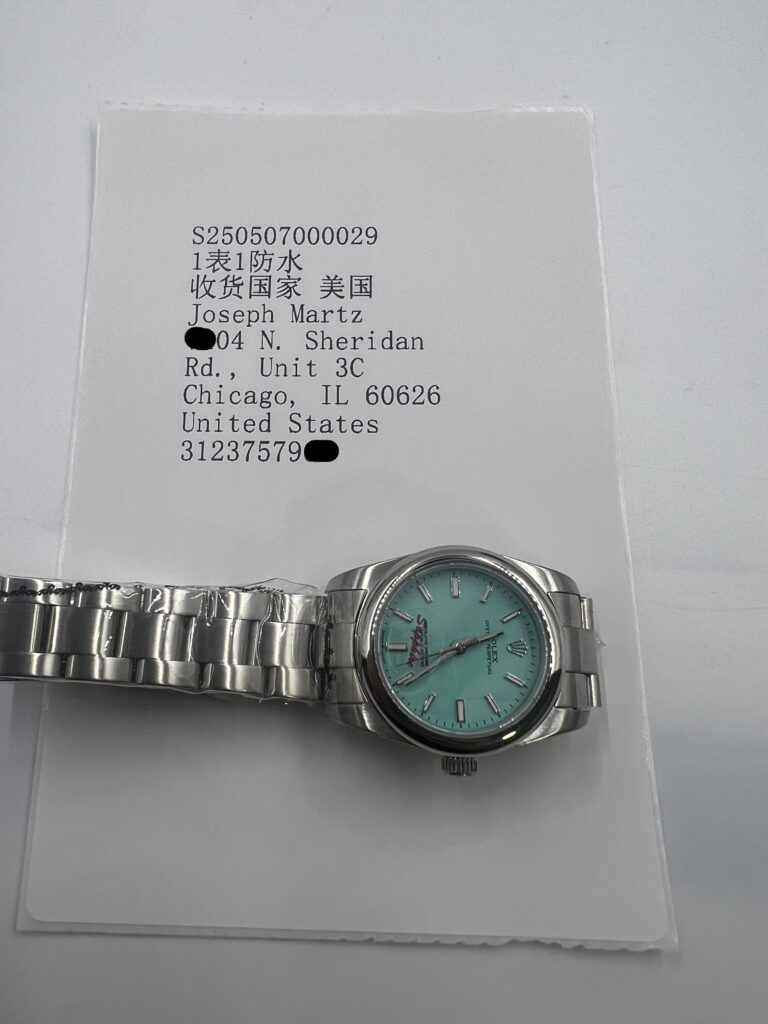 S250507000029
1表1防水
收货国家 美国
Joseph Martz
04 N. Sheridan
Rd., Unit 3C
Chicago, IL 60626
United States
31237579
ROLEX
OYSTER PERPETUAL